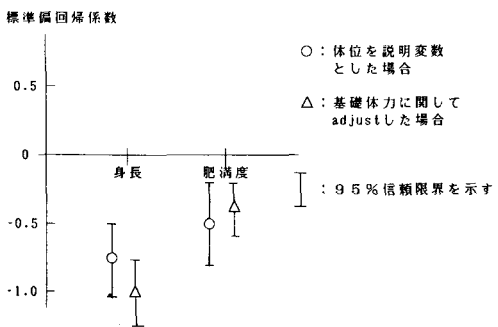 標準偏回帰係数
○：体位を説明変数
とした場合
0.5
△：基礎体力に関して
adjustした場合
0
身長
肥満度
：95％信頼限界を示す
-0.5
-1.0